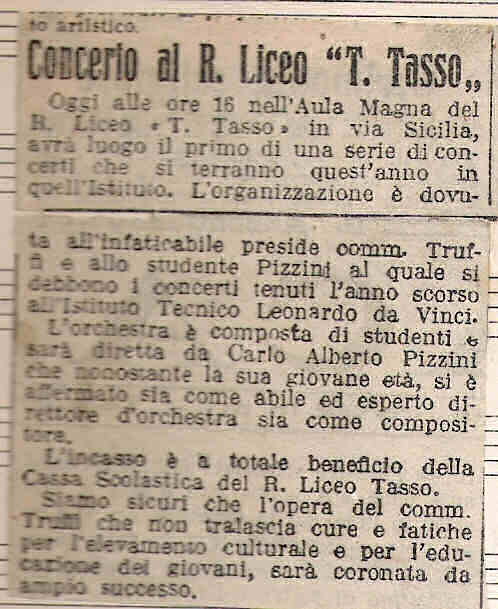 to artistico.
Concerto al R. Liceo "T. Tasso„
Oggi alle ore 16 nell'Aula Magna del
R. Liceo « T. Tasso » in via Sicilia,
avrà luogo il primo di una serie di con-
certi che si terranno quest'anno in
quell'Istituto. L'organizzazione è dovu-
ta all'infaticabile preside comm. Truf-
fi e allo studente Pizzini al quale si
debbono i concerti tenuti l'anno scorso
all'Istituto Tecnico Leonardo da Vinci.
L'orchestra è composta di studenti e
sarà diretta da Carlo Alberto Pizzini
che nonostante la sua giovane età, si è
affermato sia come abile ed esperto di-
rettore d'orchestra sia come composi-
tore.
L'incasso è a totale beneficio della
Cassa Scolastica del R. Liceo Tasso.
Siamo sicuri che l'opera del comm.
Truffi che non tralascia cure e fatiche
per l'elevamento culturale e per l'edu-
cazione dei giovani, sarà coronata da
ampio successo.